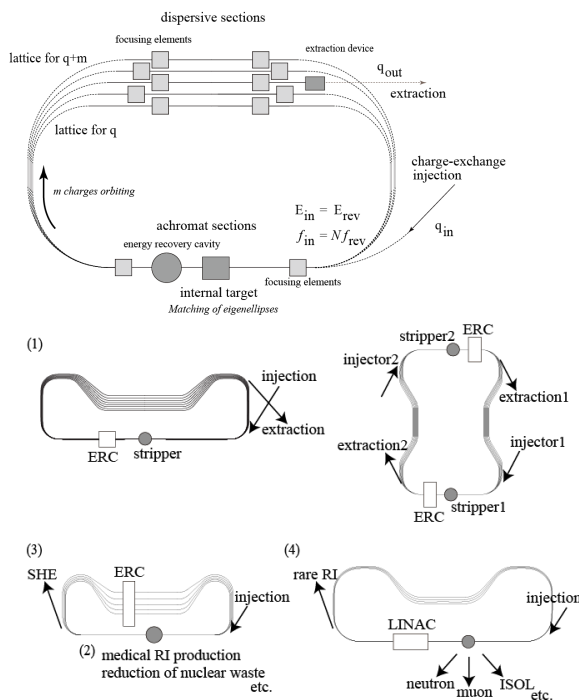 dispersive sections
focusing elements
extraction device
lattice for q+m
q_out
extraction
lattice for q
charge-exchange
injection
m charges orbiting
E_in = E_rev
f_in = N f_rev
q_in
achromat sections
energy recovery cavity
internal target
focusing elements
Matching of eigenellipses
(1)
injection
extraction
ERC
stripper
stripper2
ERC
injector2
extraction1
extraction2
injector1
ERC
stripper1
(3)
SHE
ERC
injection
(2) medical RI production
reduction of nuclear waste
etc.
(4)
rare RI
injection
LINAC
neutron
muon
ISOL
etc.